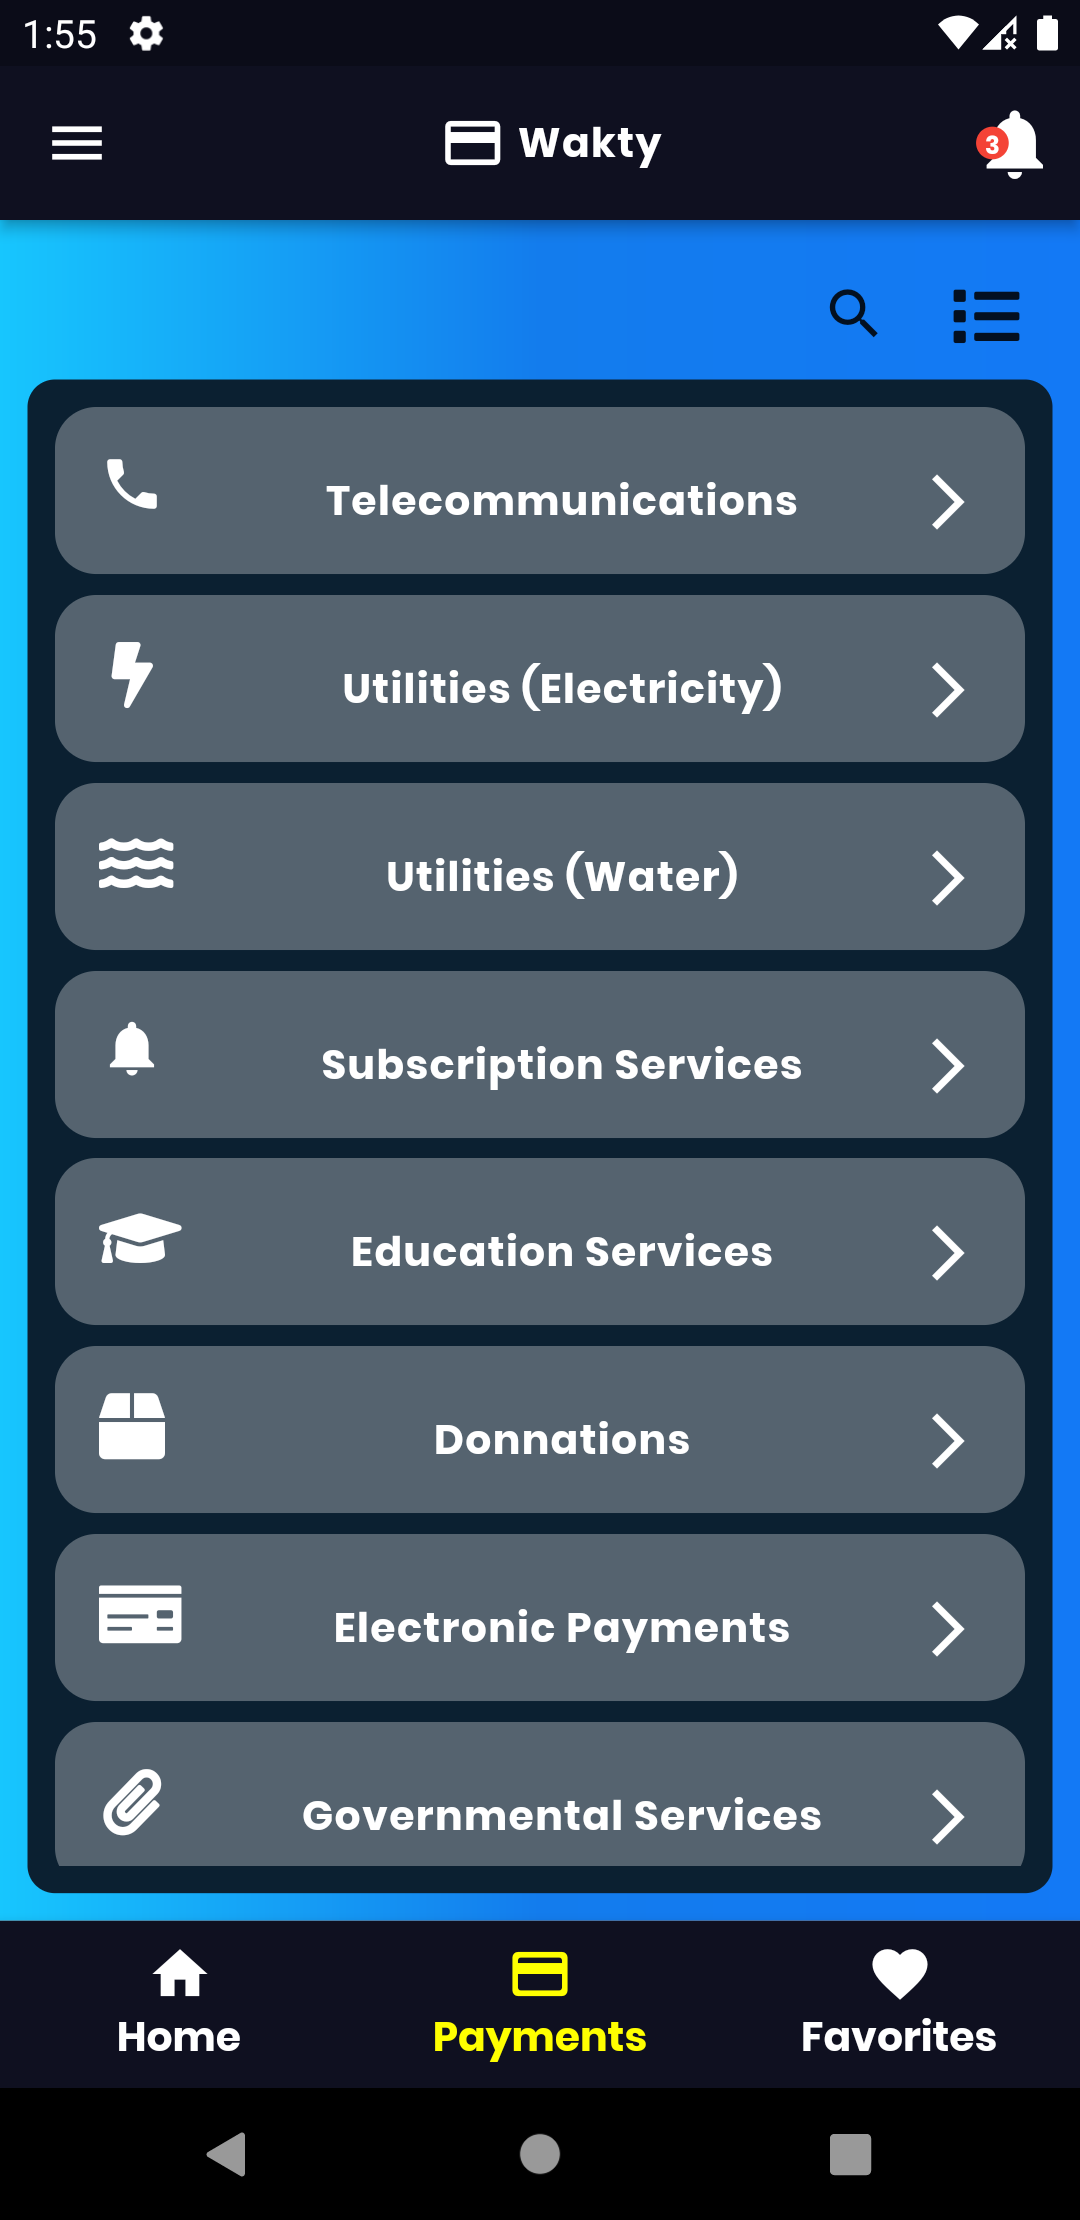 1:55
Wakty
3
Telecommunications
Utilities (Electricity)
Utilities (Water)
Subscription Services
Education Services
Donnations
Electronic Payments
Governmental Services
Home
Payments
Favorites